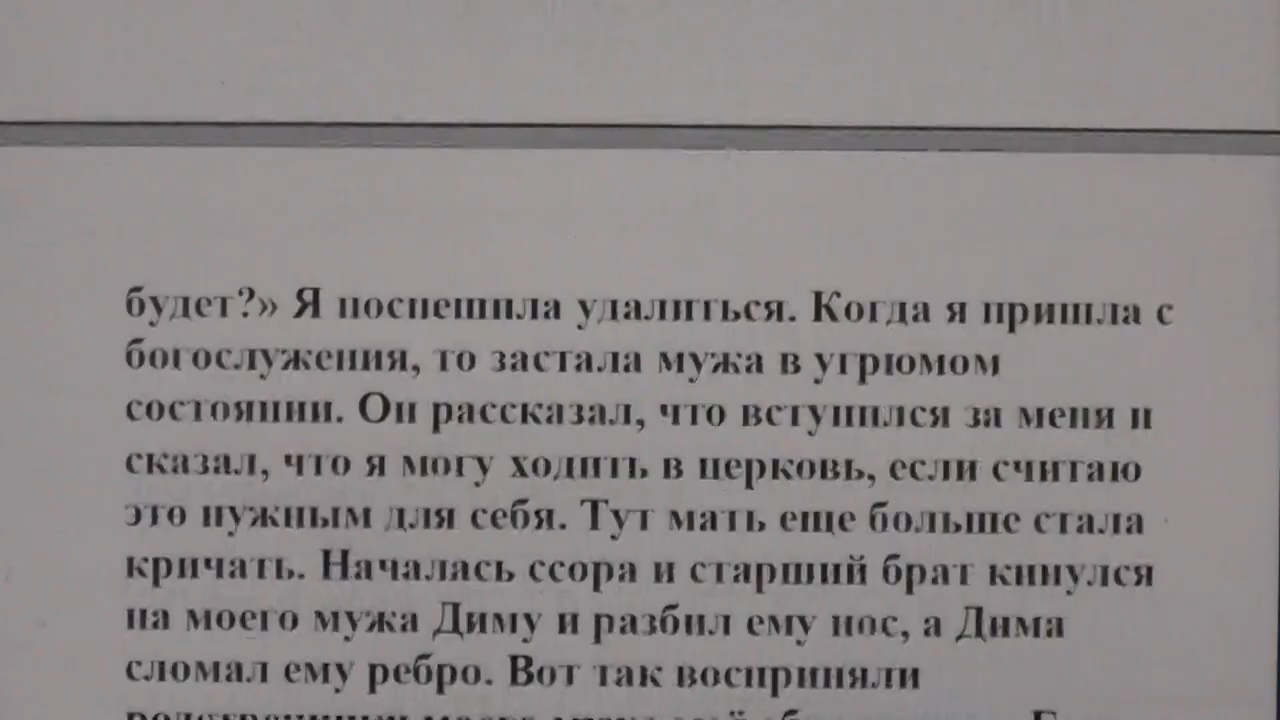 будет?» Я поспешила удалиться. Когда я пришла с
богослужения, то застала мужа в угрюмом
состоянии. Он рассказал, что вступился за меня и
сказал, что я могу ходить в церковь, если считаю
это нужным для себя. Тут мать еще больше стала
кричать. Началась ссора и старший брат кинулся
на моего мужа Диму и разбил ему нос, а Дима
сломал ему ребро. Вот так восприняли